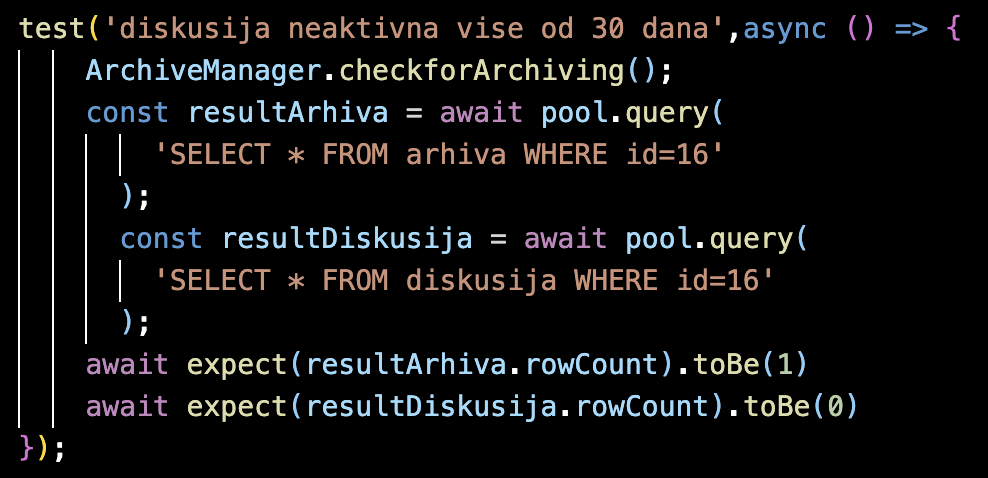 test('diskusija neaktivna vise od 30 dana',async () => {
ArchiveManager.checkforArchiving();
const resultArhiva = await pool.query(
'SELECT * FROM arhiva WHERE id=16'
);
const resultDiskusija = await pool.query(
'SELECT * FROM diskusija WHERE id=16'
);
await expect(resultArhiva.rowCount).toBe(1)
await expect(resultDiskusija.rowCount).toBe(0)
});